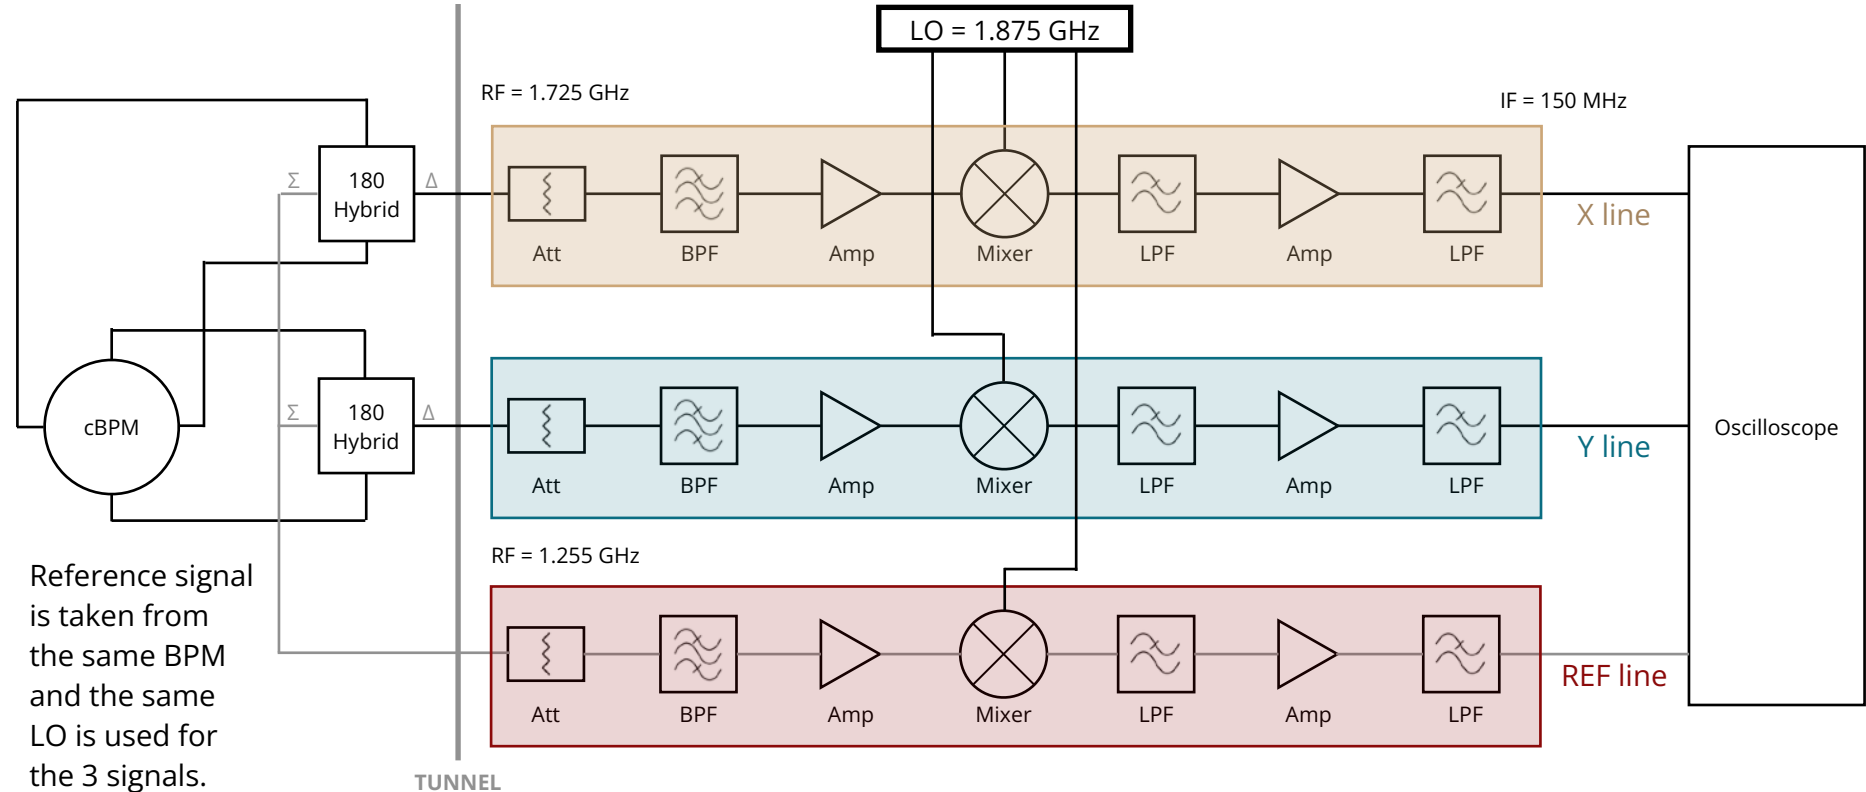 LO = 1.875 GHz
RF = 1.725 GHz
IF = 150 MHz
180
Hybrid
Σ
Δ
Att
BPF
Amp
Mixer
LPF
Amp
LPF
X line
cBPM
180
Hybrid
Σ
Δ
Att
BPF
Amp
Mixer
LPF
Amp
LPF
Y line
Oscilloscope
RF = 1.255 GHz
Att
BPF
Amp
Mixer
LPF
Amp
LPF
REF line
Reference signal
is taken from
the same BPM
and the same
LO is used for
the 3 signals.
TUNNEL